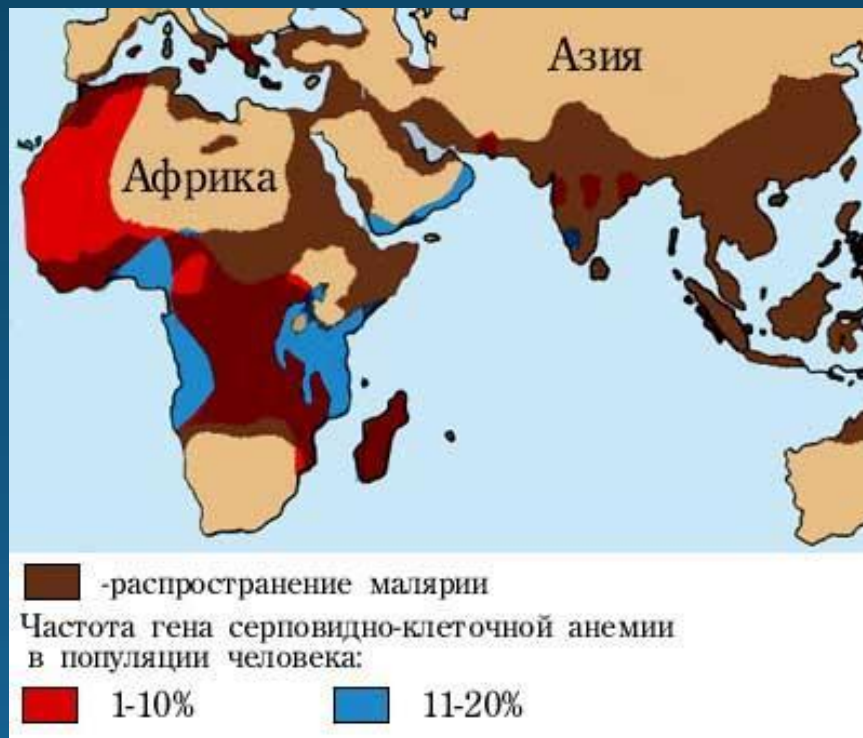 Азия
Африка
-распространение малярии
Частота гена серповидно-клеточной анемии
в популяции человека:
1-10%
11-20%